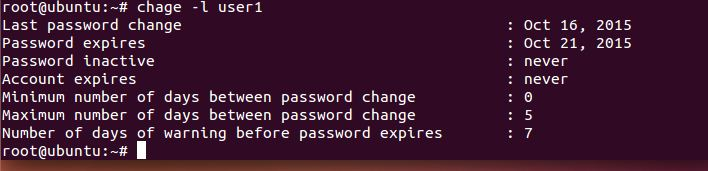 root@ubuntu:~# chage -l user1
Last password change : Oct 16, 2015
Password expires : Oct 21, 2015
Password inactive : never
Account expires : never
Minimum number of days between password change : 0
Maximum number of days between password change : 5
Number of days of warning before password expires : 7
root@ubuntu:~#